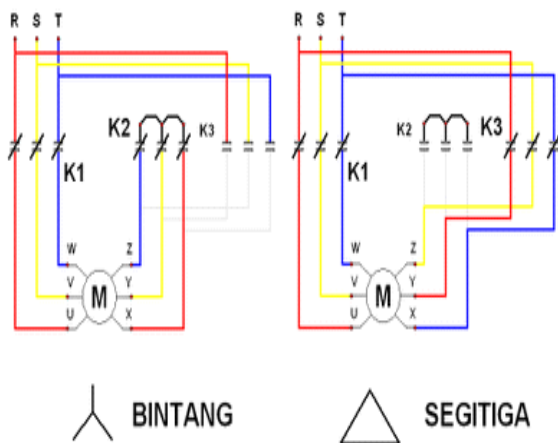 R S T
K2 K3
K1
W Z
V M Y
U X
BINTANG
R S T
K2 K3
K1
W Z
V M Y
U X
SEGITIGA